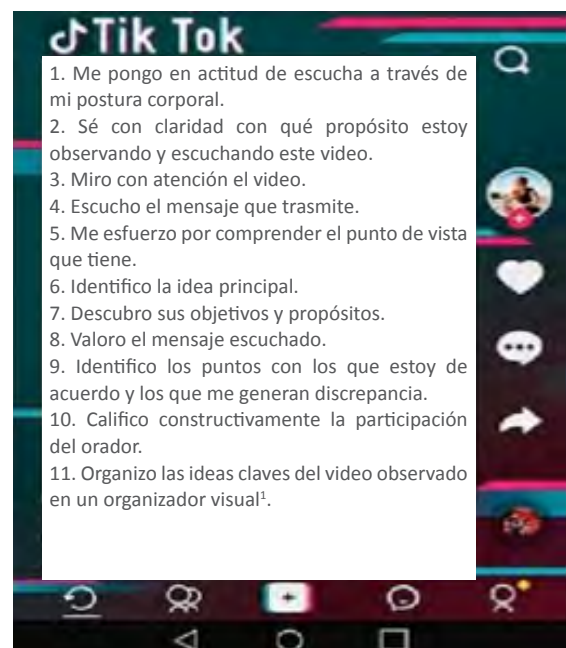 Tik Tok
1. Me pongo en actitud de escucha a través de
mi postura corporal.
2. Sé con claridad con qué propósito estoy
observando y escuchando este video.
3. Miro con atención el video.
4. Escucho el mensaje que trasmite.
5. Me esfuerzo por comprender el punto de vista
que tiene.
6. Identifico la idea principal.
7. Descubro sus objetivos y propósitos.
8. Valoro el mensaje escuchado.
9. Identifico los puntos con los que estoy de
acuerdo y los que me generan discrepancia.
10. Califico constructivamente la participación
del orador.
11. Organizo las ideas claves del video observado
en un organizador visual¹.